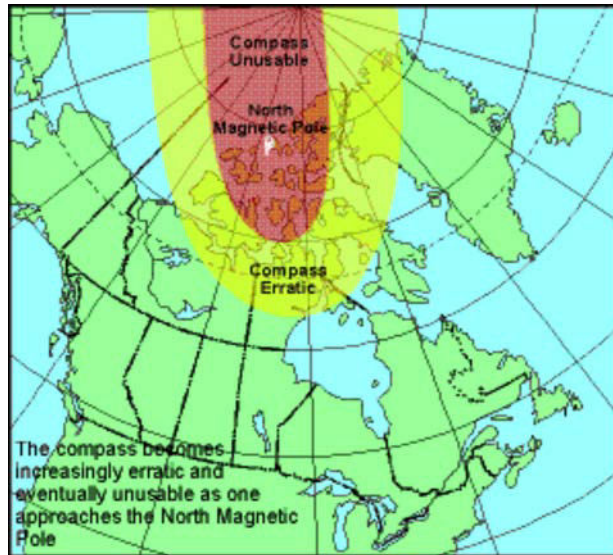 Compass
Unusable
North
Magnetic Pole
Compass
Erratic
The compass becomes
increasingly erratic and
eventually unusable as one
approaches the North Magnetic
Pole